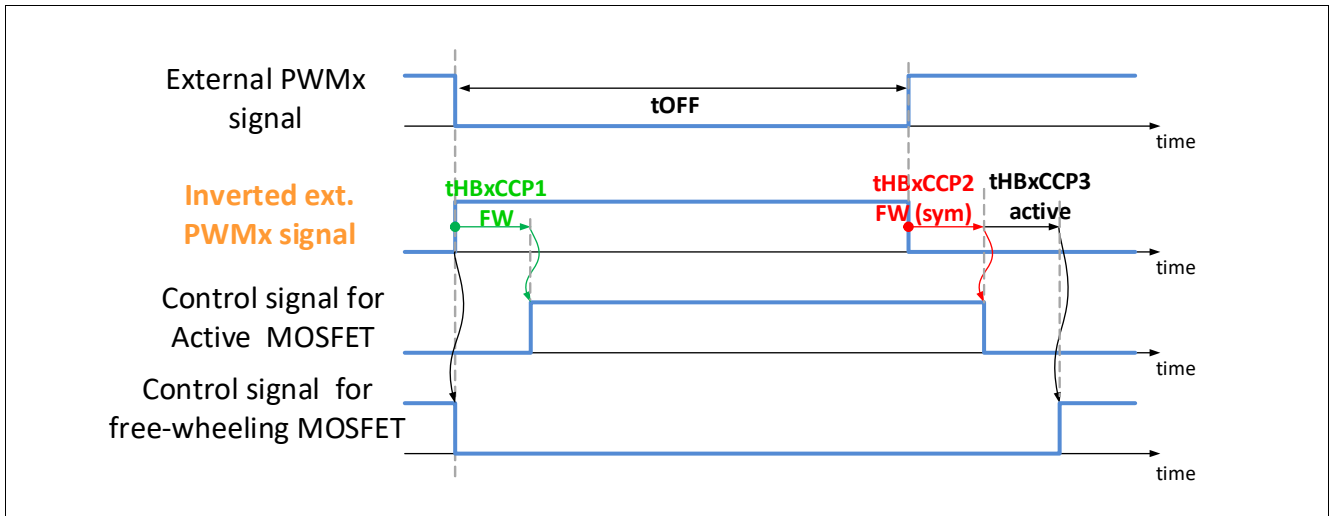 External PWMx
signal
tOFF
time
Inverted ext.
PWMx signal
tHBxCCP1
FW
tHBxCCP2
FW (sym)
tHBxCCP3
active
time
Control signal for
Active MOSFET
time
Control signal for
free-wheeling MOSFET
time